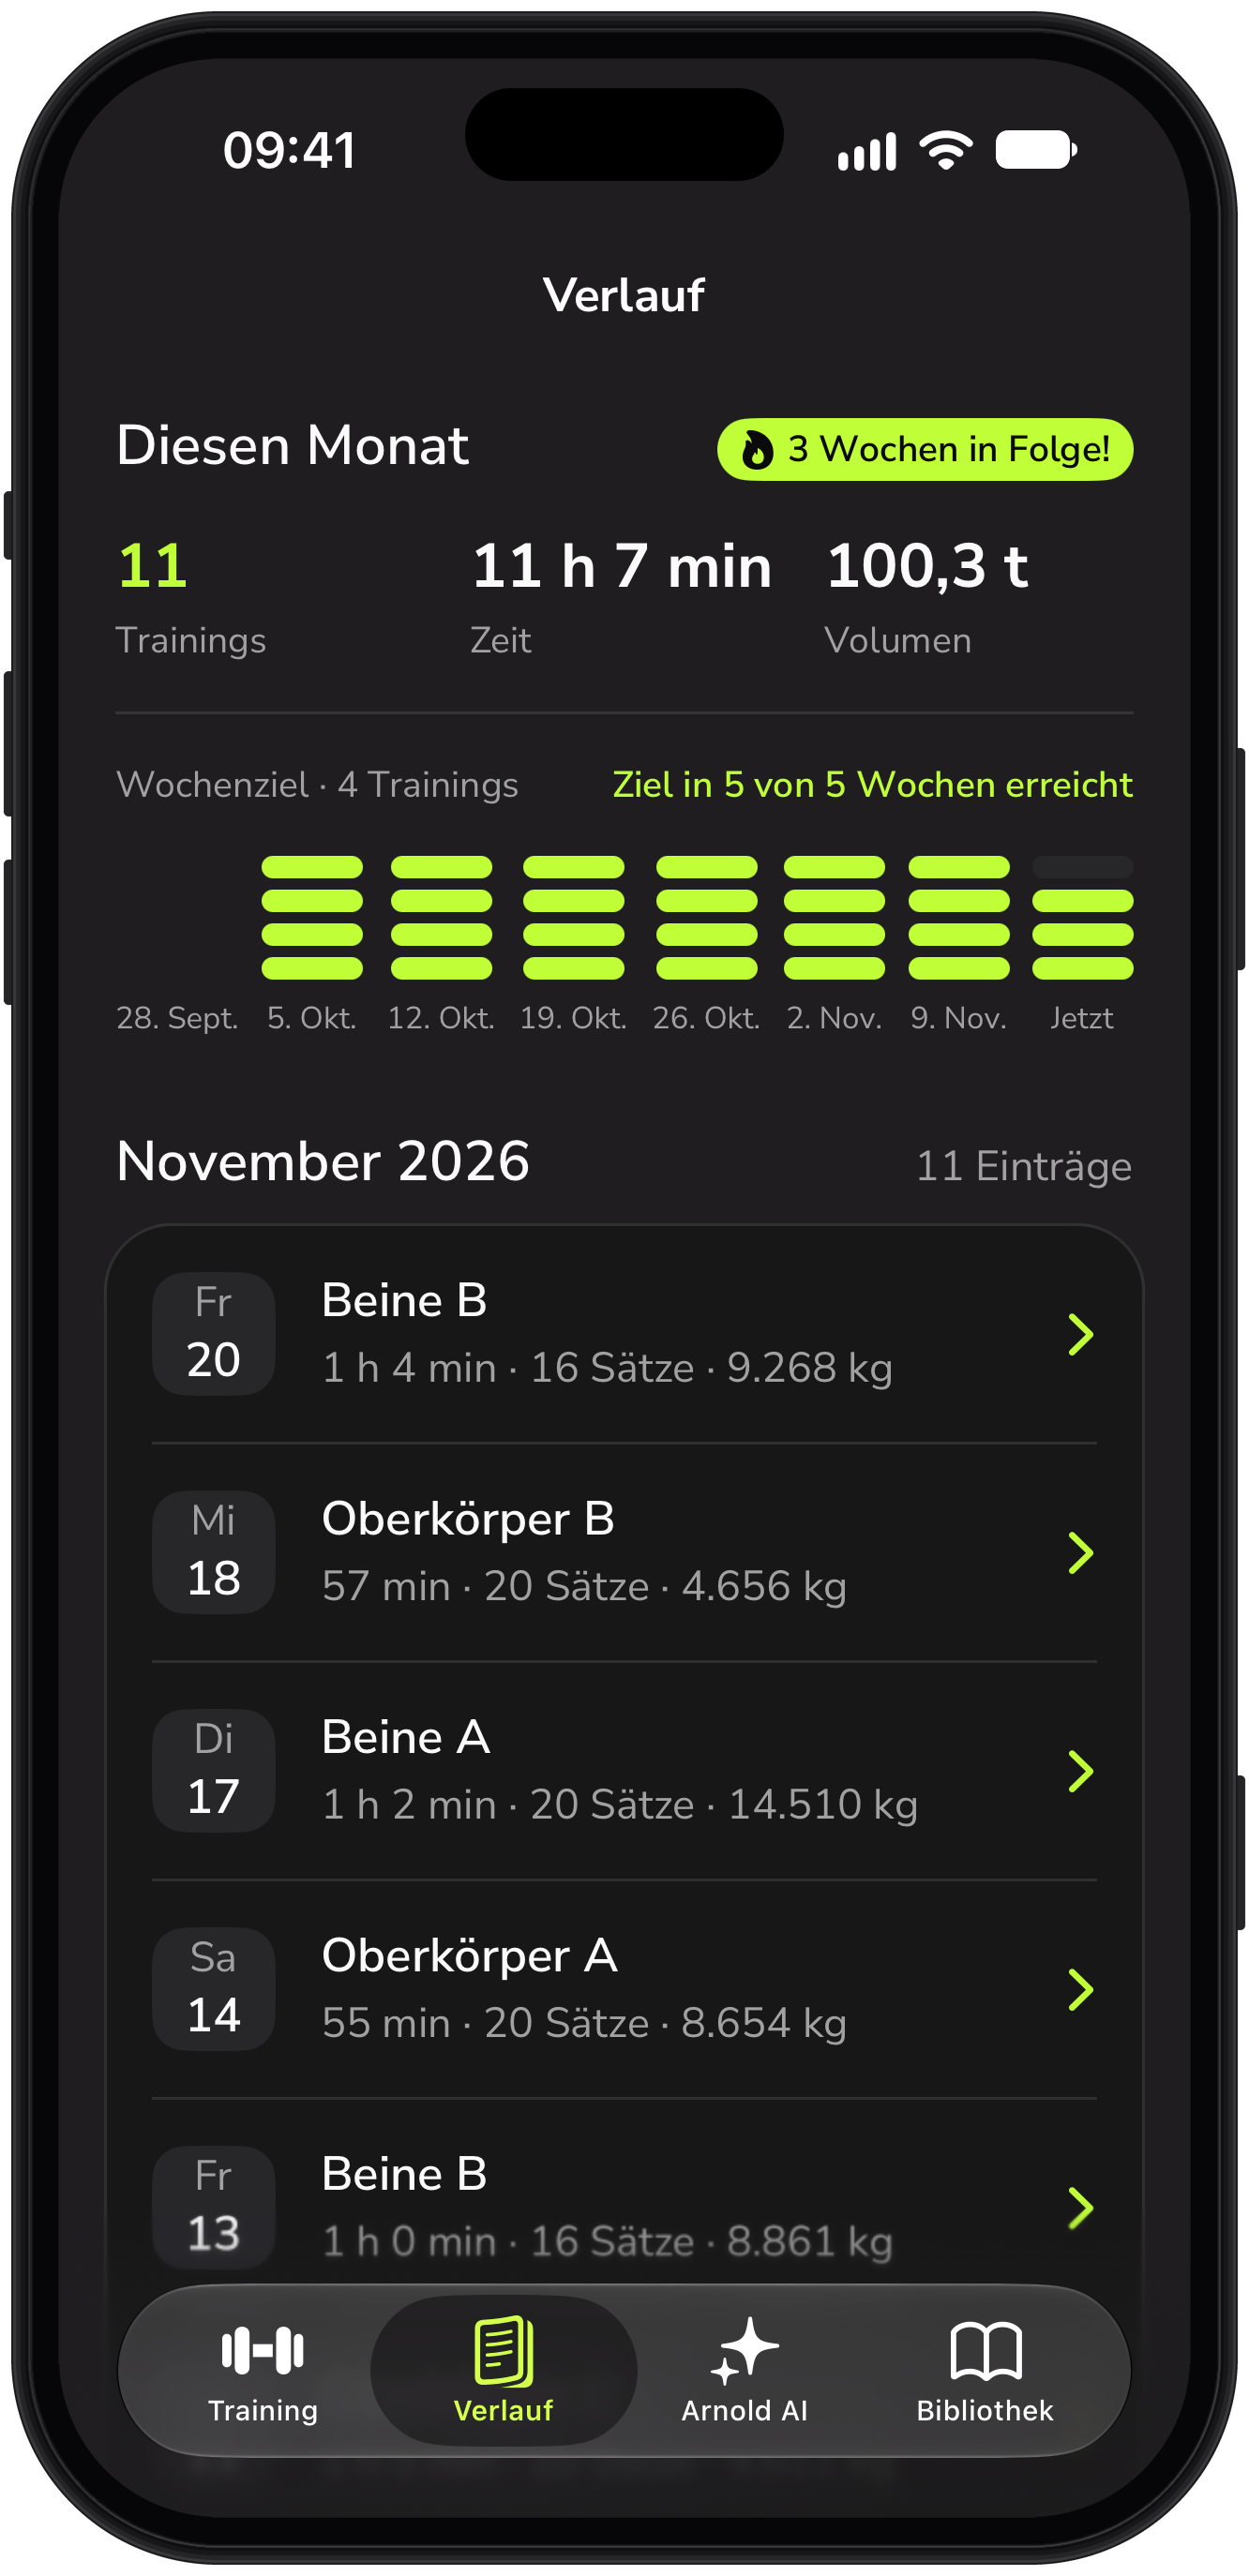 09:41
Verlauf
Diesen Monat
3 Wochen in Folge!
11
11 h 7 min
100,3 t
Trainings
Zeit
Volumen
Wochenziel · 4 Trainings
Ziel in 5 von 5 Wochen erreicht
28. Sept.
5. Okt.
12. Okt.
19. Okt.
26. Okt.
2. Nov.
9. Nov.
Jetzt
November 2026
11 Einträge
Fr
20
Beine B
1 h 4 min · 16 Sätze · 9.268 kg
Mi
18
Oberkörper B
57 min · 20 Sätze · 4.656 kg
Di
17
Beine A
1 h 2 min · 20 Sätze · 14.510 kg
Sa
14
Oberkörper A
55 min · 20 Sätze · 8.654 kg
Fr
13
Beine B
1 h 0 min · 16 Sätze · 8.861 kg
Training
Verlauf
Arnold AI
Bibliothek